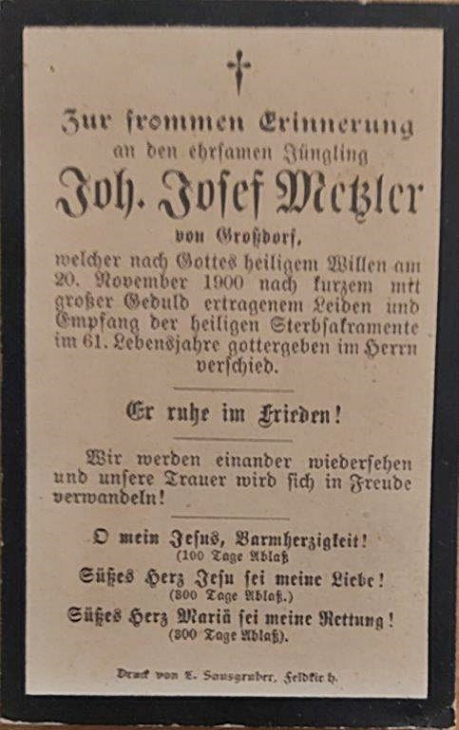 Zur frommen Erinnerung
an den ehrsamen Jüngling
Joh. Josef Metzler
von Großdorf,
welcher nach Gottes heiligem Willen am
20. November 1900 nach kurzem mit
großer Geduld ertragenem Leiden und
Empfang der heiligen Sterbsakramente
im 61. Lebensjahre gottergeben im Herrn
verschied.
Er ruhe im Frieden!
Wir werden einander wiedersehen
und unsere Trauer wird sich in Freude
verwandeln!
O mein Jesus, Barmherzigkeit!
(100 Tage Ablaß
Süßes Herz Jesu sei meine Liebe!
(300 Tage Ablaß.)
Süßes Herz Mariä sei meine Rettung!
(300 Tage Ablaß).
Druck von L. Sausgruber, Feldkirch.